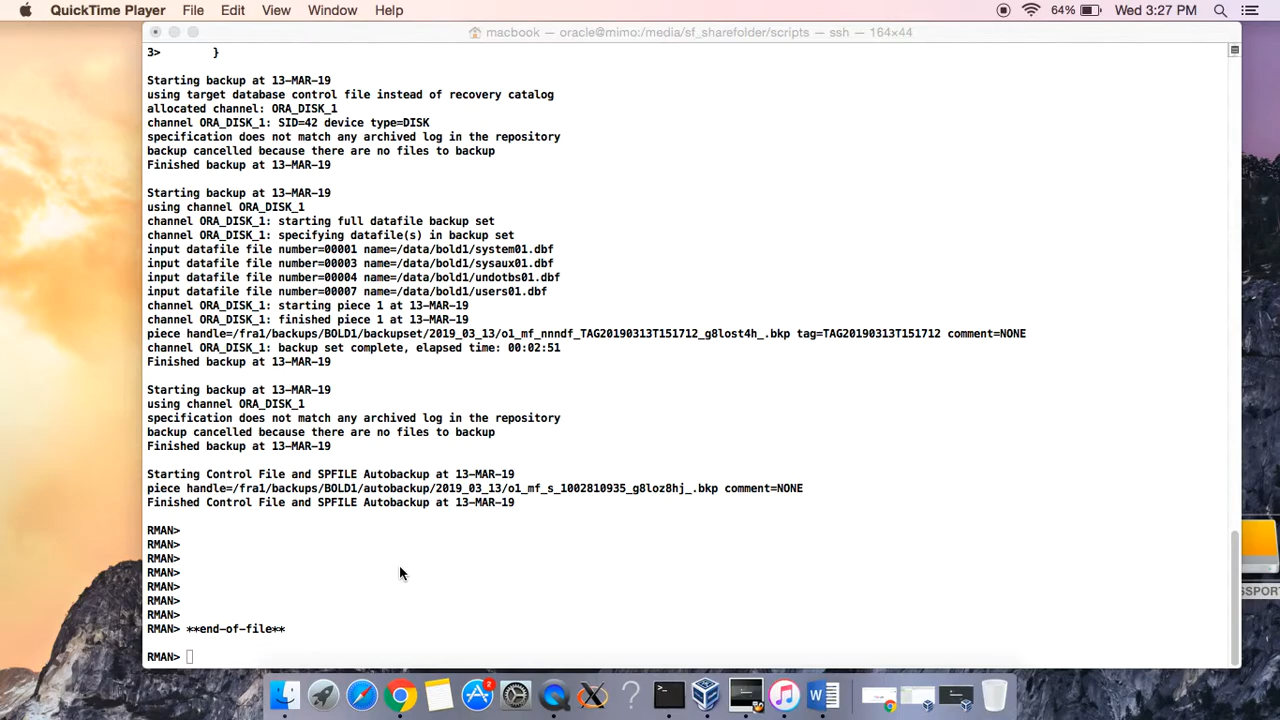 QuickTime Player File Edit View Window Help 64% Wed 3:27 PM
macbook — oracle@mimo:/media/sf_sharefolder/scripts — ssh — 164×44
3> }
Starting backup at 13-MAR-19
using target database control file instead of recovery catalog
allocated channel: ORA_DISK_1
channel ORA_DISK_1: SID=42 device type=DISK
specification does not match any archived log in the repository
backup cancelled because there are no files to backup
Finished backup at 13-MAR-19
Starting backup at 13-MAR-19
using channel ORA_DISK_1
channel ORA_DISK_1: starting full datafile backup set
channel ORA_DISK_1: specifying datafile(s) in backup set
input datafile file number=00001 name=/data/bold1/system01.dbf
input datafile file number=00003 name=/data/bold1/sysaux01.dbf
input datafile file number=00004 name=/data/bold1/undotbs01.dbf
input datafile file number=00007 name=/data/bold1/users01.dbf
channel ORA_DISK_1: starting piece 1 at 13-MAR-19
channel ORA_DISK_1: finished piece 1 at 13-MAR-19
piece handle=/fra1/backups/BOLD1/backupset/2019_03_13/o1_mf_nnndf_TAG20190313T151712_g8lost4h_.bkp tag=TAG20190313T151712 comment=NONE
channel ORA_DISK_1: backup set complete, elapsed time: 00:02:51
Finished backup at 13-MAR-19
Starting backup at 13-MAR-19
using channel ORA_DISK_1
specification does not match any archived log in the repository
backup cancelled because there are no files to backup
Finished backup at 13-MAR-19
Starting Control File and SPFILE Autobackup at 13-MAR-19
piece handle=/fra1/backups/BOLD1/autobackup/2019_03_13/o1_mf_s_1002810935_g8loz8hj_.bkp comment=NONE
Finished Control File and SPFILE Autobackup at 13-MAR-19
RMAN>
RMAN>
RMAN>
RMAN>
RMAN>
RMAN>
RMAN>
RMAN> **end-of-file**
RMAN>
SSPORT
2